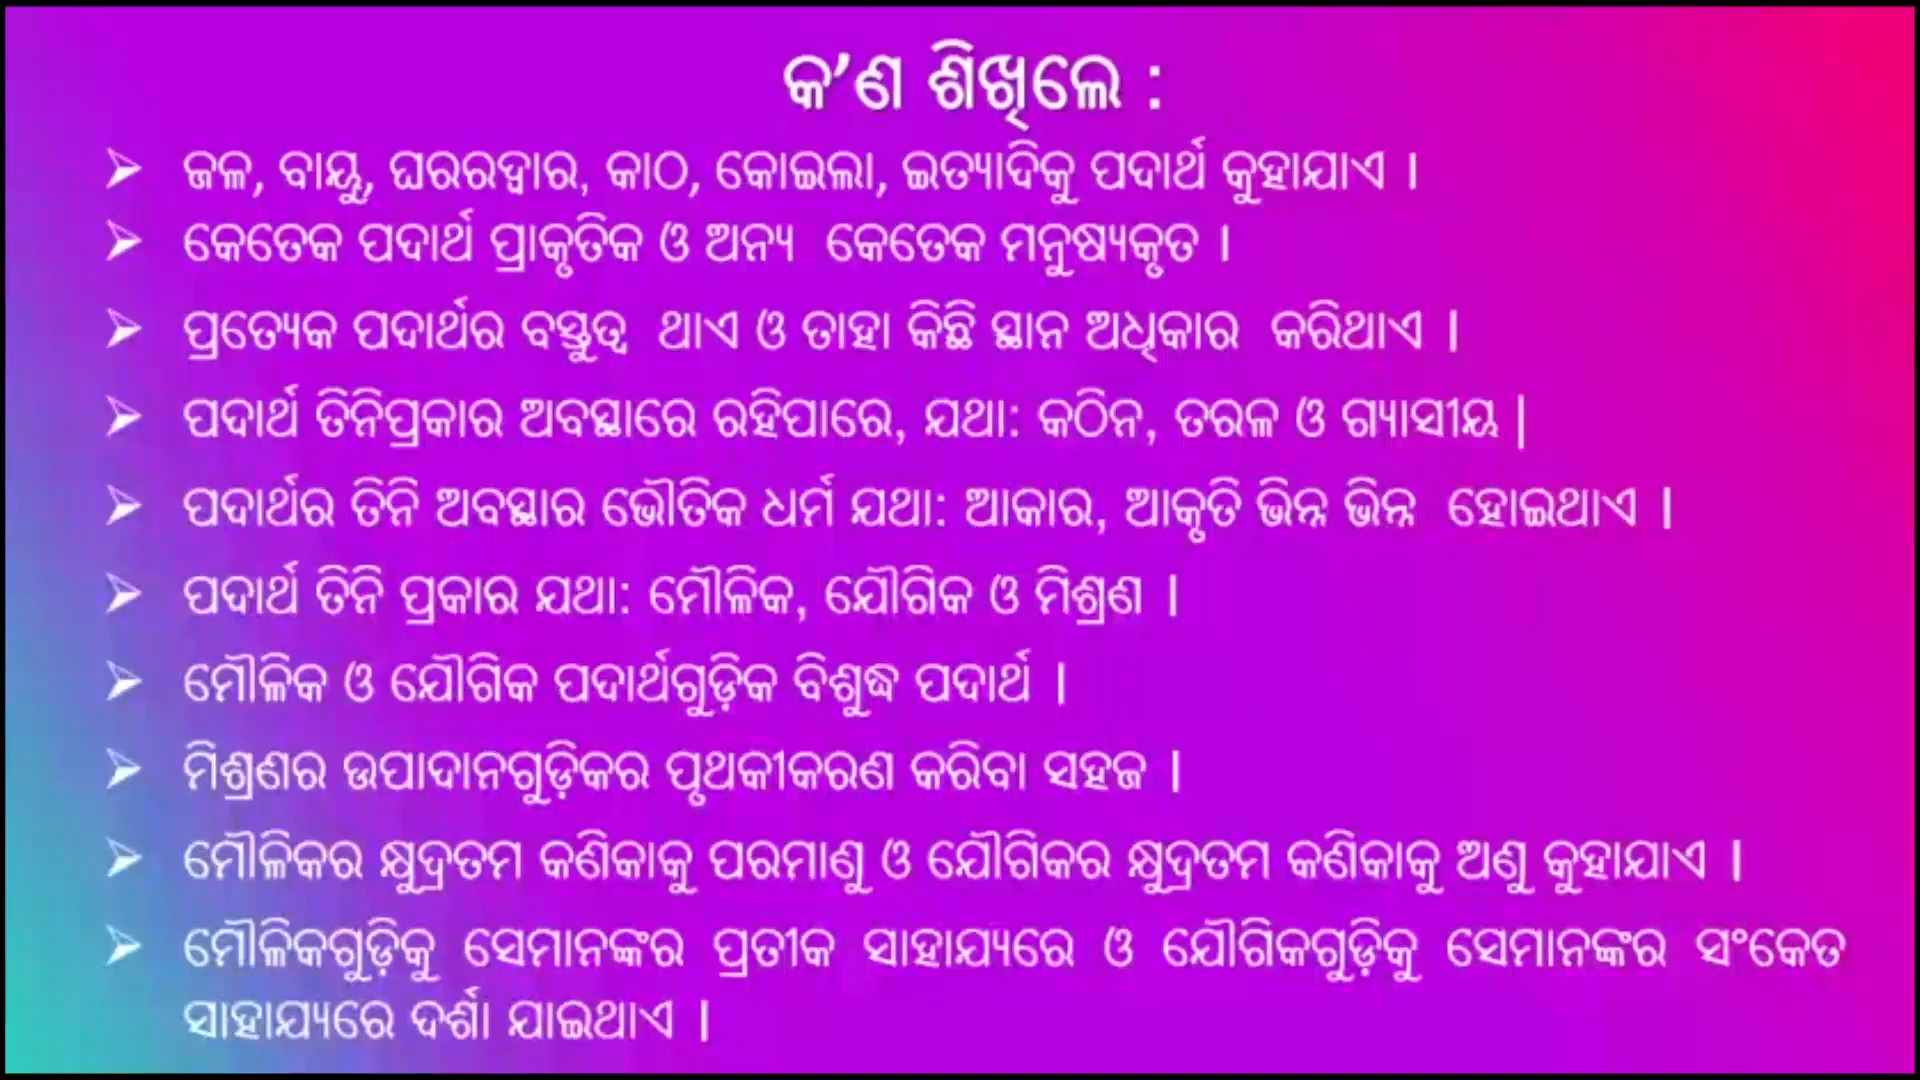 କ’ଣ ଶିଖିଲେ :
➢ ଜଳ, ବାୟୁ, ଘରରଦ୍ୱାର, କାଠ, କୋଇଲା, ଇତ୍ୟାଦିକୁ ପଦାର୍ଥ କୁହାଯାଏ ।
➢ କେତେକ ପଦାର୍ଥ ପ୍ରାକୃତିକ ଓ ଅନ୍ୟ କେତେକ ମନୁଷ୍ୟକୃତ ।
➢ ପ୍ରତ୍ୟେକ ପଦାର୍ଥର ବସ୍ତୁତ୍ୱ ଥାଏ ଓ ତାହା କିଛି ସ୍ଥାନ ଅଧିକାର କରିଥାଏ ।
➢ ପଦାର୍ଥ ତିନିପ୍ରକାର ଅବସ୍ଥାରେ ରହିପାରେ, ଯଥା: କଠିନ, ତରଳ ଓ ଗ୍ୟାସୀୟ |
➢ ପଦାର୍ଥର ତିନି ଅବସ୍ଥାର ଭୌତିକ ଧର୍ମ ଯଥା: ଆକାର, ଆକୃତି ଭିନ୍ନ ଭିନ୍ନ ହୋଇଥାଏ ।
➢ ପଦାର୍ଥ ତିନି ପ୍ରକାର ଯଥା: ମୌଳିକ, ଯୌଗିକ ଓ ମିଶ୍ରଣ ।
➢ ମୌଳିକ ଓ ଯୌଗିକ ପଦାର୍ଥଗୁଡ଼ିକ ବିଶୁଦ୍ଧ ପଦାର୍ଥ ।
➢ ମିଶ୍ରଣର ଉପାଦାନଗୁଡ଼ିକର ପୃଥକୀକରଣ କରିବା ସହଜ ।
➢ ମୌଳିକର କ୍ଷୁଦ୍ରତମ କଣିକାକୁ ପରମାଣୁ ଓ ଯୌଗିକର କ୍ଷୁଦ୍ରତମ କଣିକାକୁ ଅଣୁ କୁହାଯାଏ ।
➢ ମୌଳିକଗୁଡ଼ିକୁ ସେମାନଙ୍କର ପ୍ରତୀକ ସାହାଯ୍ୟରେ ଓ ଯୌଗିକଗୁଡ଼ିକୁ ସେମାନଙ୍କର ସଂକେତ
ସାହାଯ୍ୟରେ ଦର୍ଶା ଯାଇଥାଏ ।